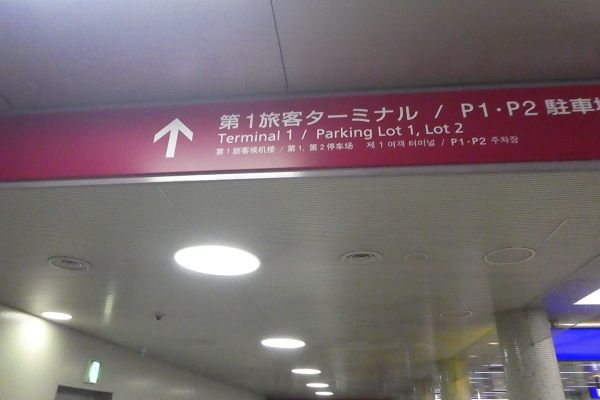 第1旅客ターミナル / P1・P2 駐車場
Terminal 1 / Parking Lot 1, Lot 2
第1旅客候机楼 / 第1、第2停车场 제1여객 터미널 / P1・P2 주차장